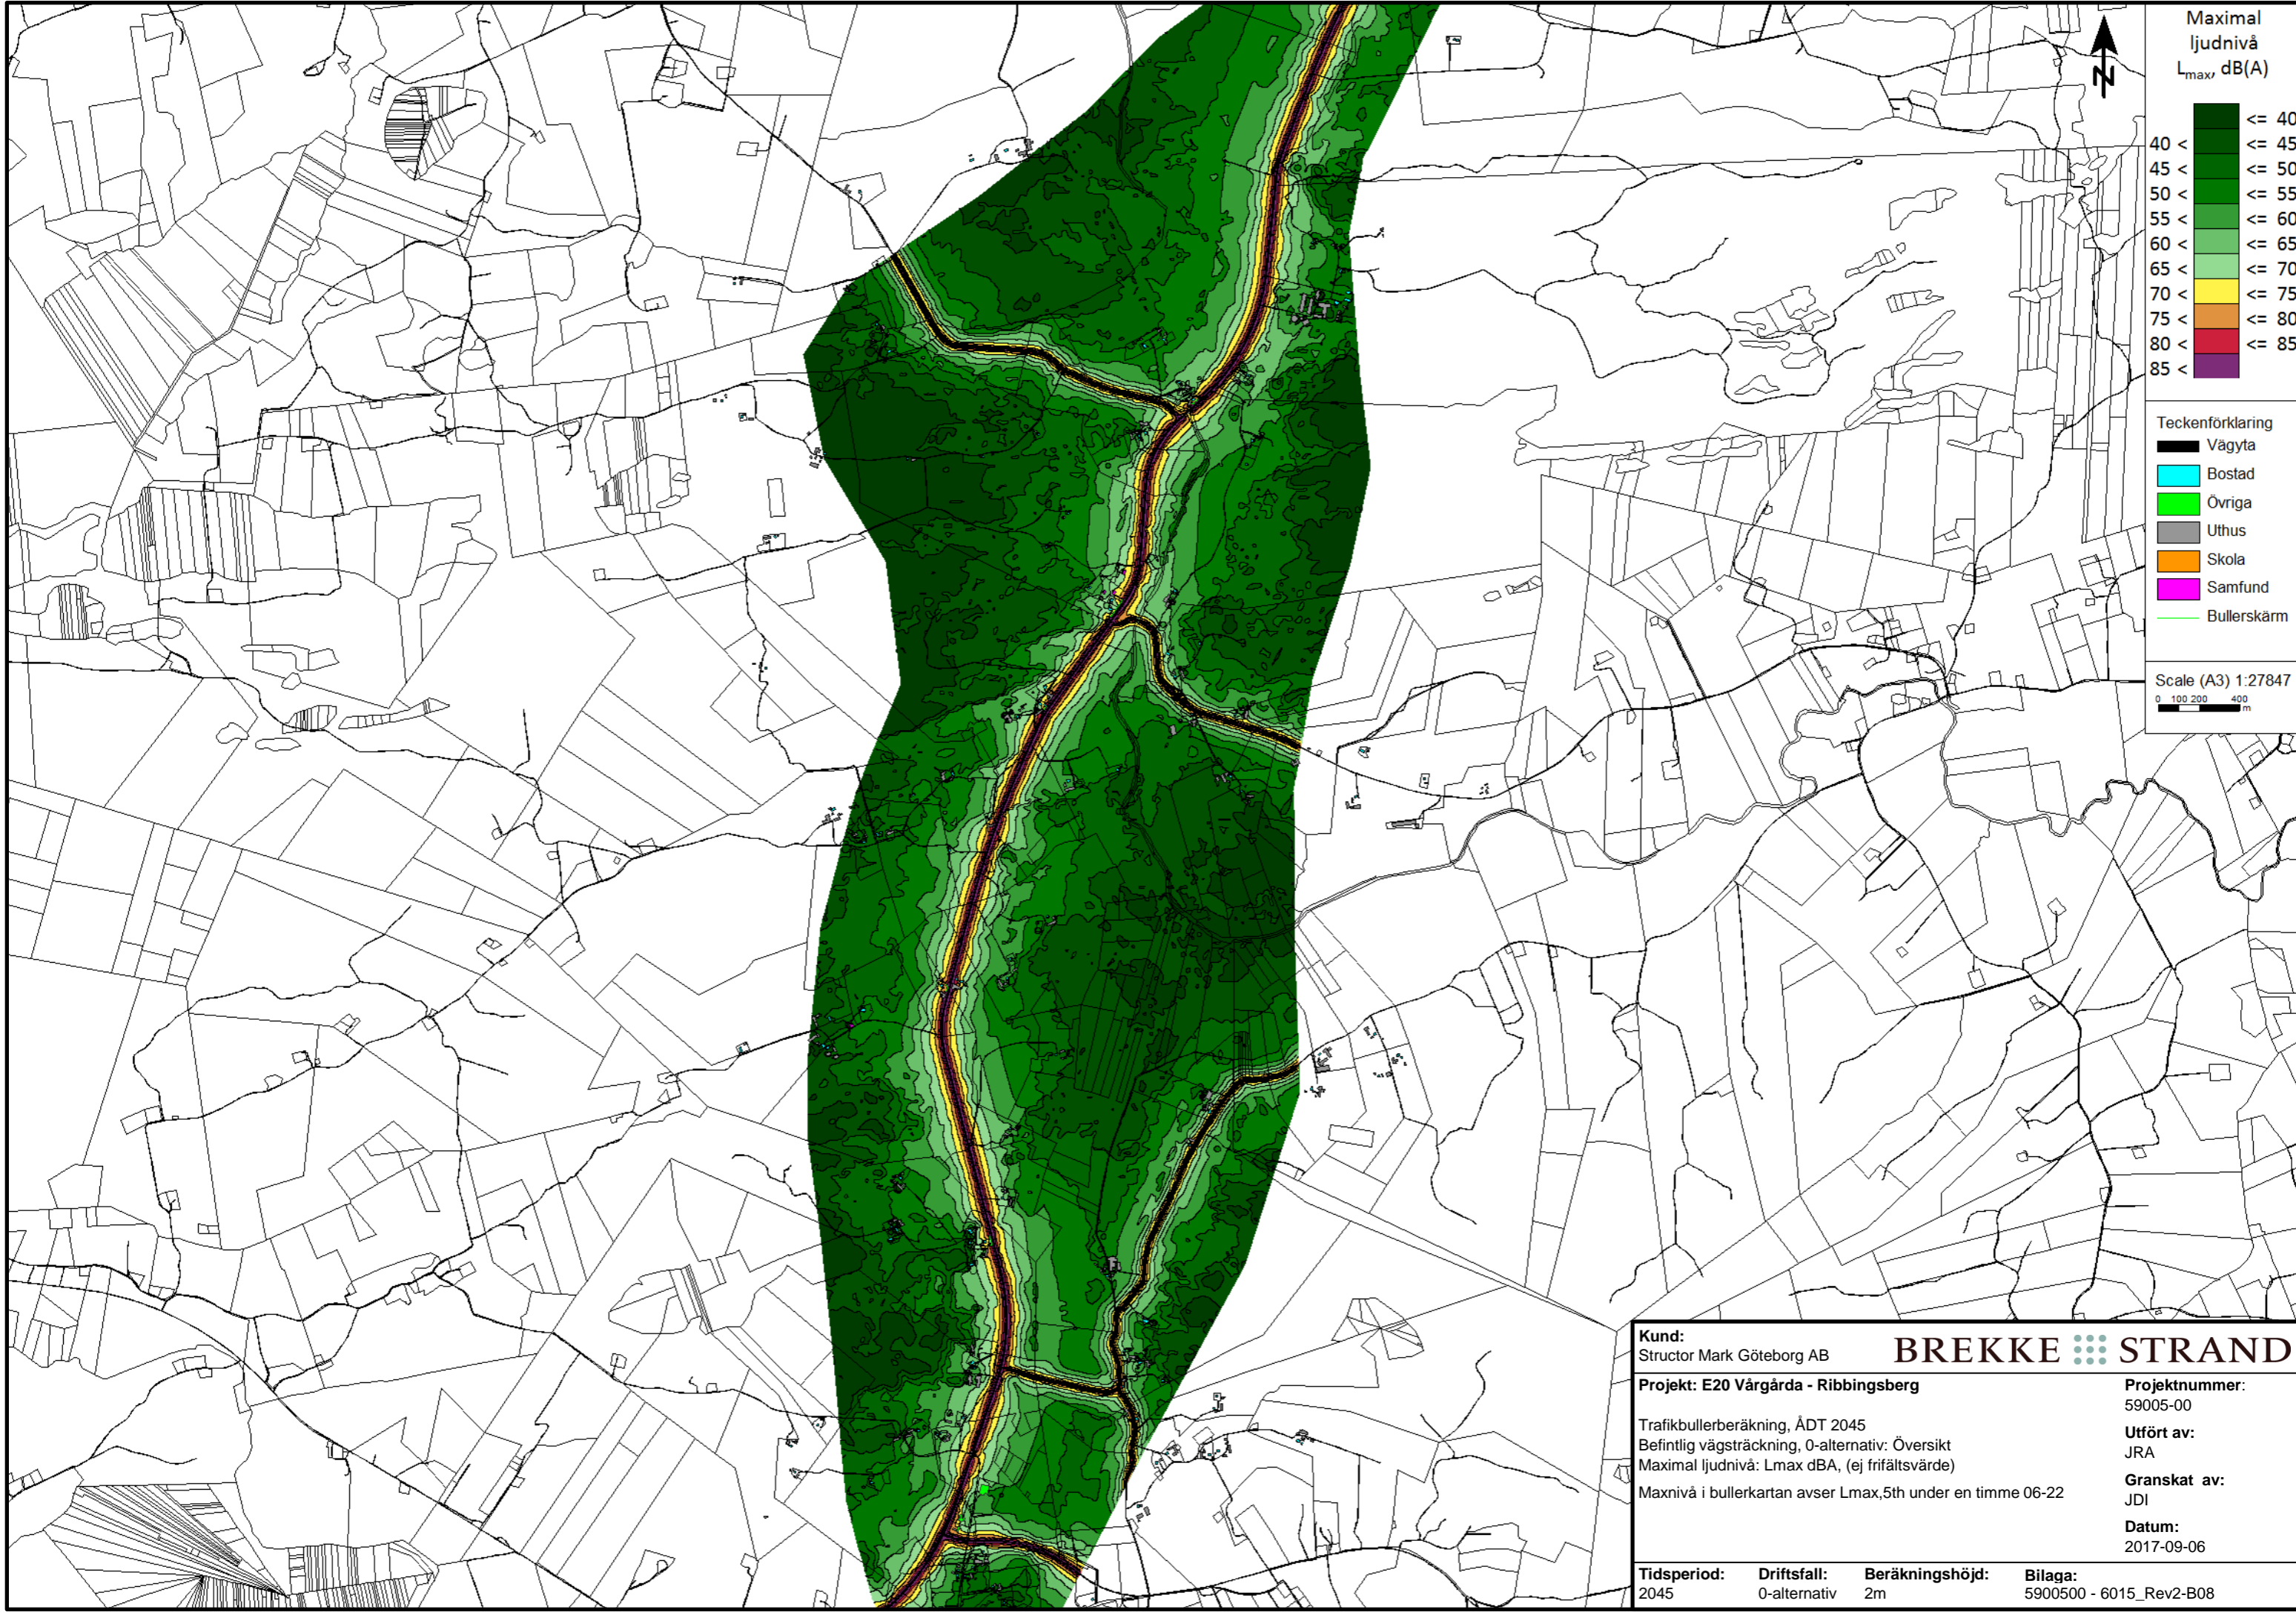 N
Maximal
ljudnivå
Lmax, dB(A)
<= 40
40 < <= 45
45 < <= 50
50 < <= 55
55 < <= 60
60 < <= 65
65 < <= 70
70 < <= 75
75 < <= 80
80 < <= 85
85 <
Teckenförklaring
Vägyta
Bostad
Övriga
Uthus
Skola
Samfund
Bullerskärm
Scale (A3) 1:27847
0 100 200 400
m
Kund:
Structor Mark Göteborg AB
BREKKE STRAND
Projekt: E20 Vårgårda - Ribbingsberg
Trafikbullerberäkning, ÅDT 2045
Befintlig vägsträckning, 0-alternativ: Översikt
Maximal ljudnivå: Lmax dBA, (ej frifältsvärde)
Maxnivå i bullerkartan avser Lmax,5th under en timme 06-22
Projektnummer:
59005-00
Utfört av:
JRA
Granskat av:
JDI
Datum:
2017-09-06
Tidsperiod: Driftsfall: Beräkningshöjd: Bilaga:
2045 0-alternativ 2m 5900500 - 6015_Rev2-B08